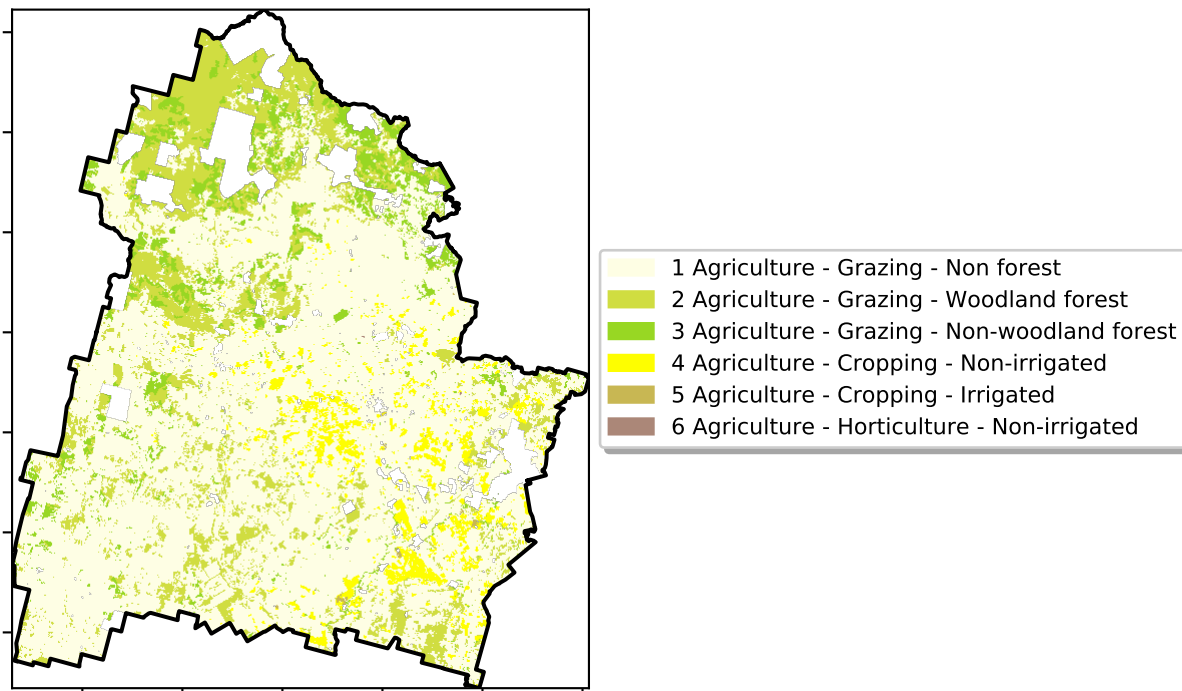 1 Agriculture - Grazing - Non forest
2 Agriculture - Grazing - Woodland forest
3 Agriculture - Grazing - Non-woodland forest
4 Agriculture - Cropping - Non-irrigated
5 Agriculture - Cropping - Irrigated
6 Agriculture - Horticulture - Non-irrigated